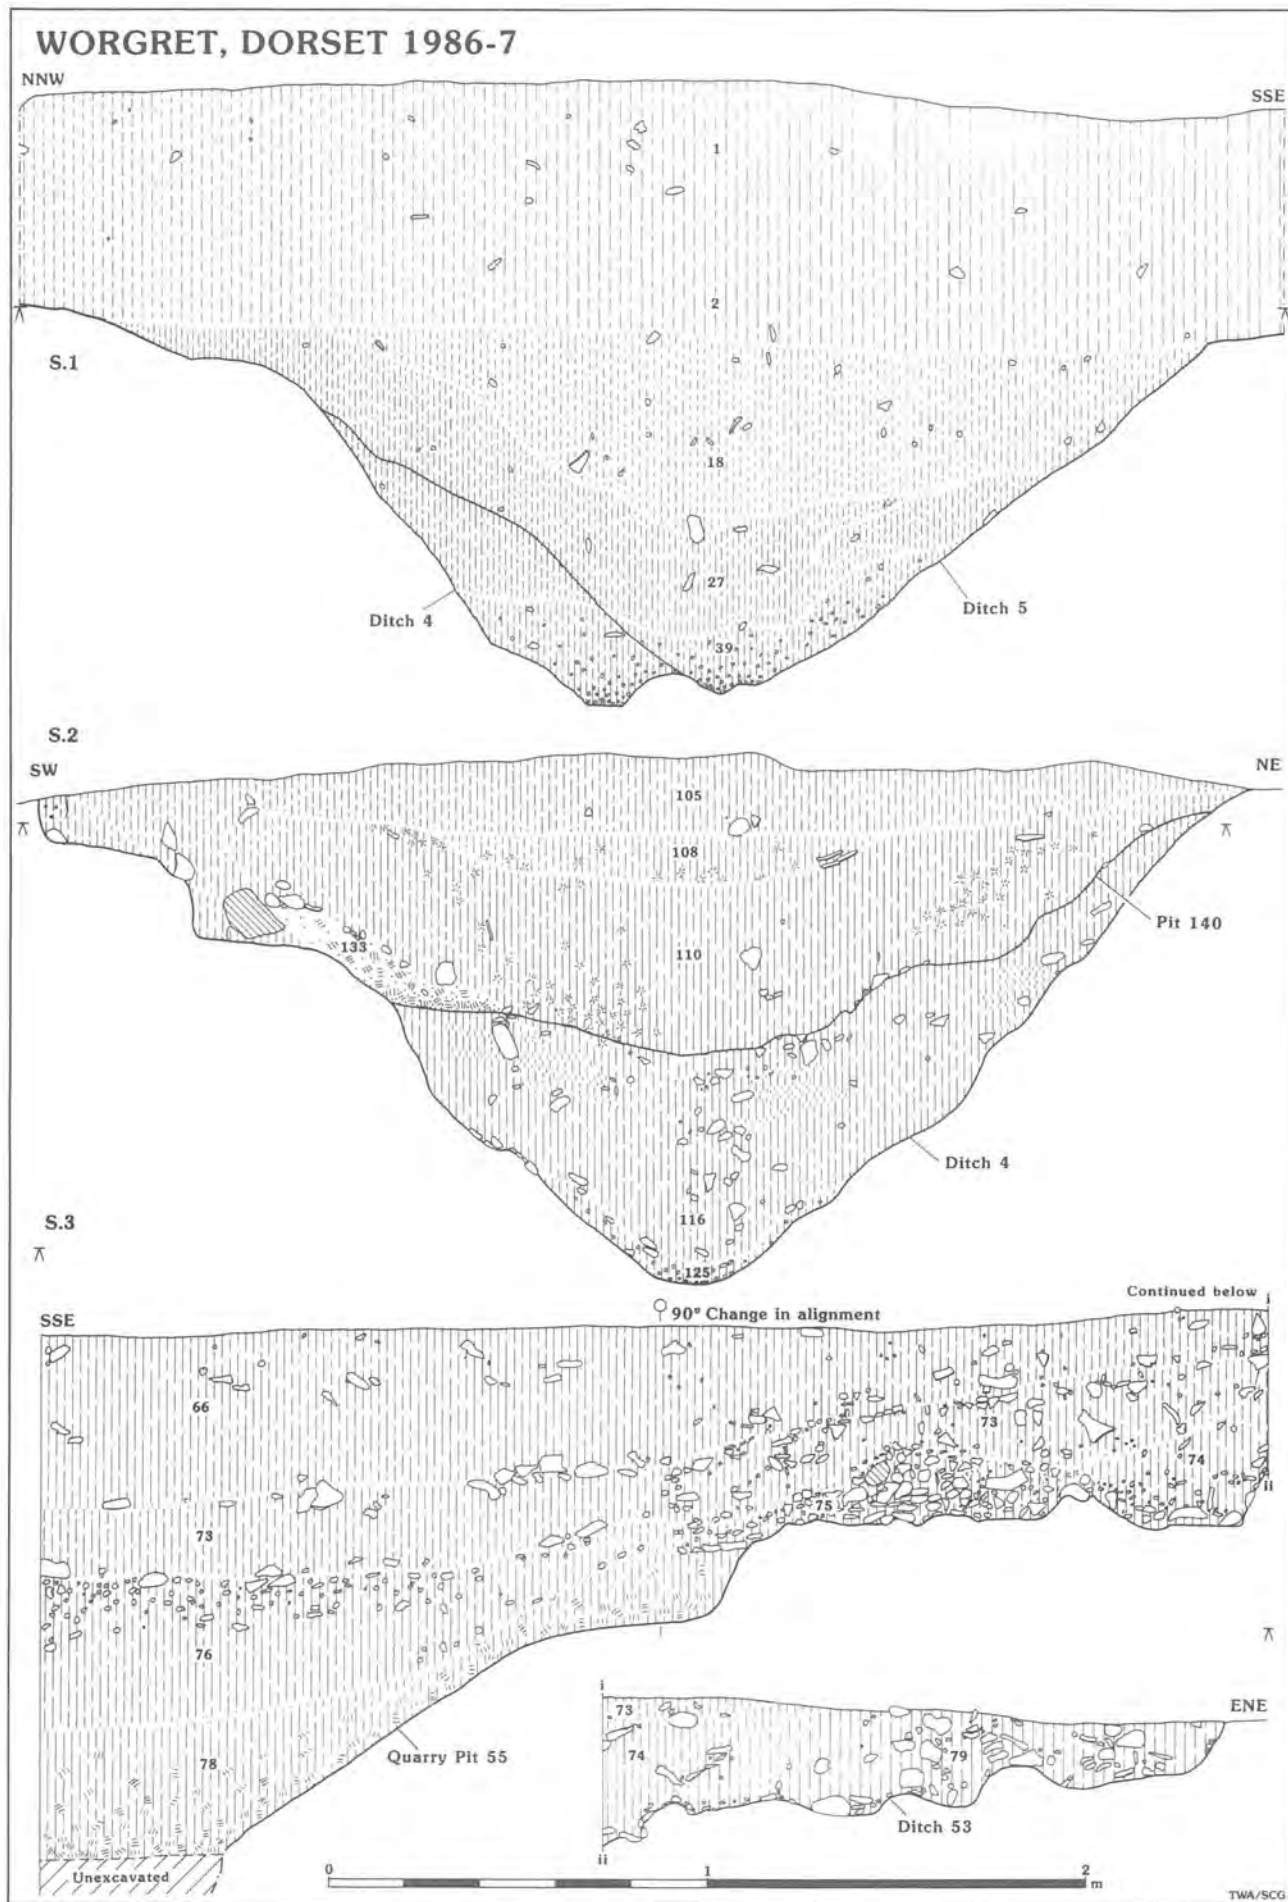 WORGRET, DORSET 1986-7
NNW
SSE
1
2
S.1
18
27
Ditch 4
Ditch 5
39
S.2
SW
NE
105
108
Pit 140
133
110
Ditch 4
116
S.3
125
Continued below
i
SSE
90° Change in alignment
66
73
74
ii
75
73
76
i
ENE
73
Quarry Pit 55
74
79
78
Ditch 53
ii
Unexcavated
0
1
2
m
TWA/SCG